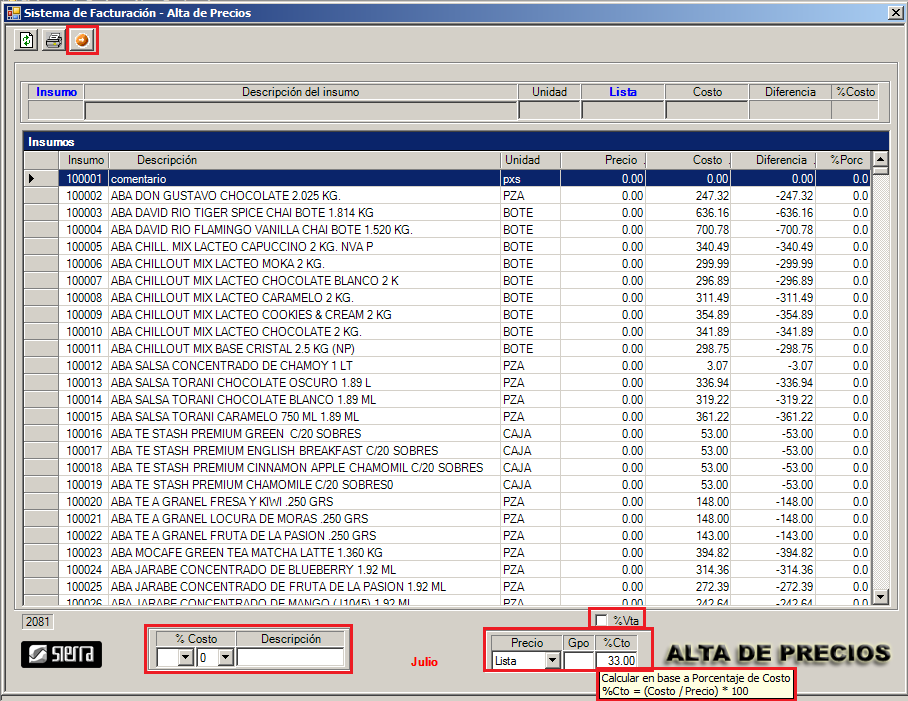 Sistema de Facturación - Alta de Precios
Insumo Descripción del insumo Unidad Lista Costo Diferencia %Costo
Insumos
Insumo Descripción Unidad Precio Costo Diferencia %Porc
100001 comentario pxs 0.00 0.00 0.00 0.0
100002 ABA DON GUSTAVO CHOCOLATE 2.025 KG. PZA 0.00 247.32 -247.32 0.0
100003 ABA DAVID RIO TIGER SPICE CHAI BOTE 1.814 KG BOTE 0.00 636.16 -636.16 0.0
100004 ABA DAVID RIO FLAMINGO VANILLA CHAI BOTE 1.520 KG. BOTE 0.00 700.78 -700.78 0.0
100005 ABA CHILL. MIX LACTEO CAPUCCINO 2 KG. NVA P BOTE 0.00 340.49 -340.49 0.0
100006 ABA CHILLOUT MIX LACTEO MOKA 2 KG. BOTE 0.00 299.99 -299.99 0.0
100007 ABA CHILLOUT MIX LACTEO CHOCOLATE BLANCO 2 K BOTE 0.00 296.89 -296.89 0.0
100008 ABA CHILLOUT MIX LACTEO CARAMELO 2 KG. BOTE 0.00 311.49 -311.49 0.0
100009 ABA CHILLOUT MIX LACTEO COOKIES & CREAM 2 KG BOTE 0.00 354.89 -354.89 0.0
100010 ABA CHILLOUT MIX LACTEO CHOCOLATE 2 KG. BOTE 0.00 341.89 -341.89 0.0
100011 ABA CHILLOUT MIX BASE CRISTAL 2.5 KG (NP) BOTE 0.00 298.75 -298.75 0.0
100012 ABA SALSA CONCENTRADO DE CHAMOY 1 LT PZA 0.00 3.07 -3.07 0.0
100013 ABA SALSA TORANI CHOCOLATE OSCURO 1.89 L PZA 0.00 336.94 -336.94 0.0
100014 ABA SALSA TORANI CHOCOLATE BLANCO 1.89 ML PZA 0.00 319.22 -319.22 0.0
100015 ABA SALSA TORANI CARAMELO 750 ML 1.89 ML PZA 0.00 361.22 -361.22 0.0
100016 ABA TE STASH PREMIUM GREEN C/20 SOBRES CAJA 0.00 53.00 -53.00 0.0
100017 ABA TE STASH PREMIUM ENGLISH BREAKFAST C/20 SOBRES CAJA 0.00 53.00 -53.00 0.0
100018 ABA TE STASH PREMIUM CINNAMON APPLE CHAMOMIL C/20 SOBRES CAJA 0.00 53.00 -53.00 0.0
100019 ABA TE STASH PREMIUM CHAMOMILE C/20 SOBRES0 CAJA 0.00 53.00 -53.00 0.0
100020 ABA TE A GRANEL FRESA Y KIWI .250 GRS PZA 0.00 148.00 -148.00 0.0
100021 ABA TE A GRANEL LOCURA DE MORAS .250 GRS PZA 0.00 148.00 -148.00 0.0
100022 ABA TE A GRANEL FRUTA DE LA PASION .250 GRS PZA 0.00 143.00 -143.00 0.0
100023 ABA MOCAFE GREEN TEA MATCHA LATTE 1.360 KG PZA 0.00 394.82 -394.82 0.0
100024 ABA JARABE CONCENTRADO DE BLUEBERRY 1.92 ML PZA 0.00 314.36 -314.36 0.0
100025 ABA JARABE CONCENTRADO DE FRUTA DE LA PASION 1.92 ML PZA 0.00 272.39 -272.39 0.0
100026 ABA JARABE CONCENTRADO DE MANGO (J1045) 1.92 ML PZA 0.00 242.64 -242.64 0.0
2081 %Vta
% Costo Descripción Precio Gpo %Cto
sierra 0 Julio Lista 33.00 ALTA DE PRECIOS
Calcular en base a Porcentaje de Costo
%Cto = (Costo / Precio) * 100